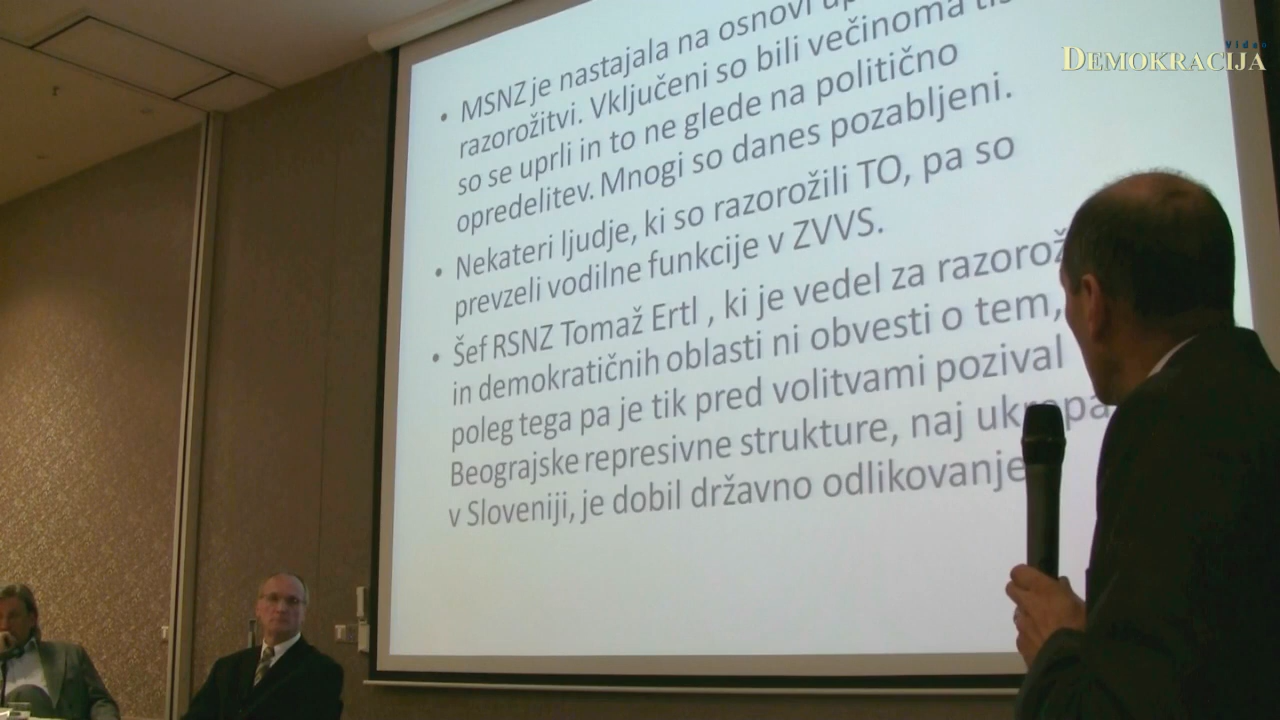 Video
DEMOKRACIJA
• MSNZ je nastajala na osnovi
razorožitvi. Vključeni so bili večinoma
so se uprli in to ne glede na politično
opredelitev. Mnogi so danes pozabljeni.
• Nekateri ljudje, ki so razorožili TO, pa so
prevzeli vodilne funkcije v ZVVS.
• Šef RSNZ Tomaž Ertl , ki je vedel za
in demokratičnih oblasti ni obvesti o tem,
poleg tega pa je tik pred volitvami pozival
Beograjske represivne strukture, naj
v Sloveniji, je dobil državno odlikovanje